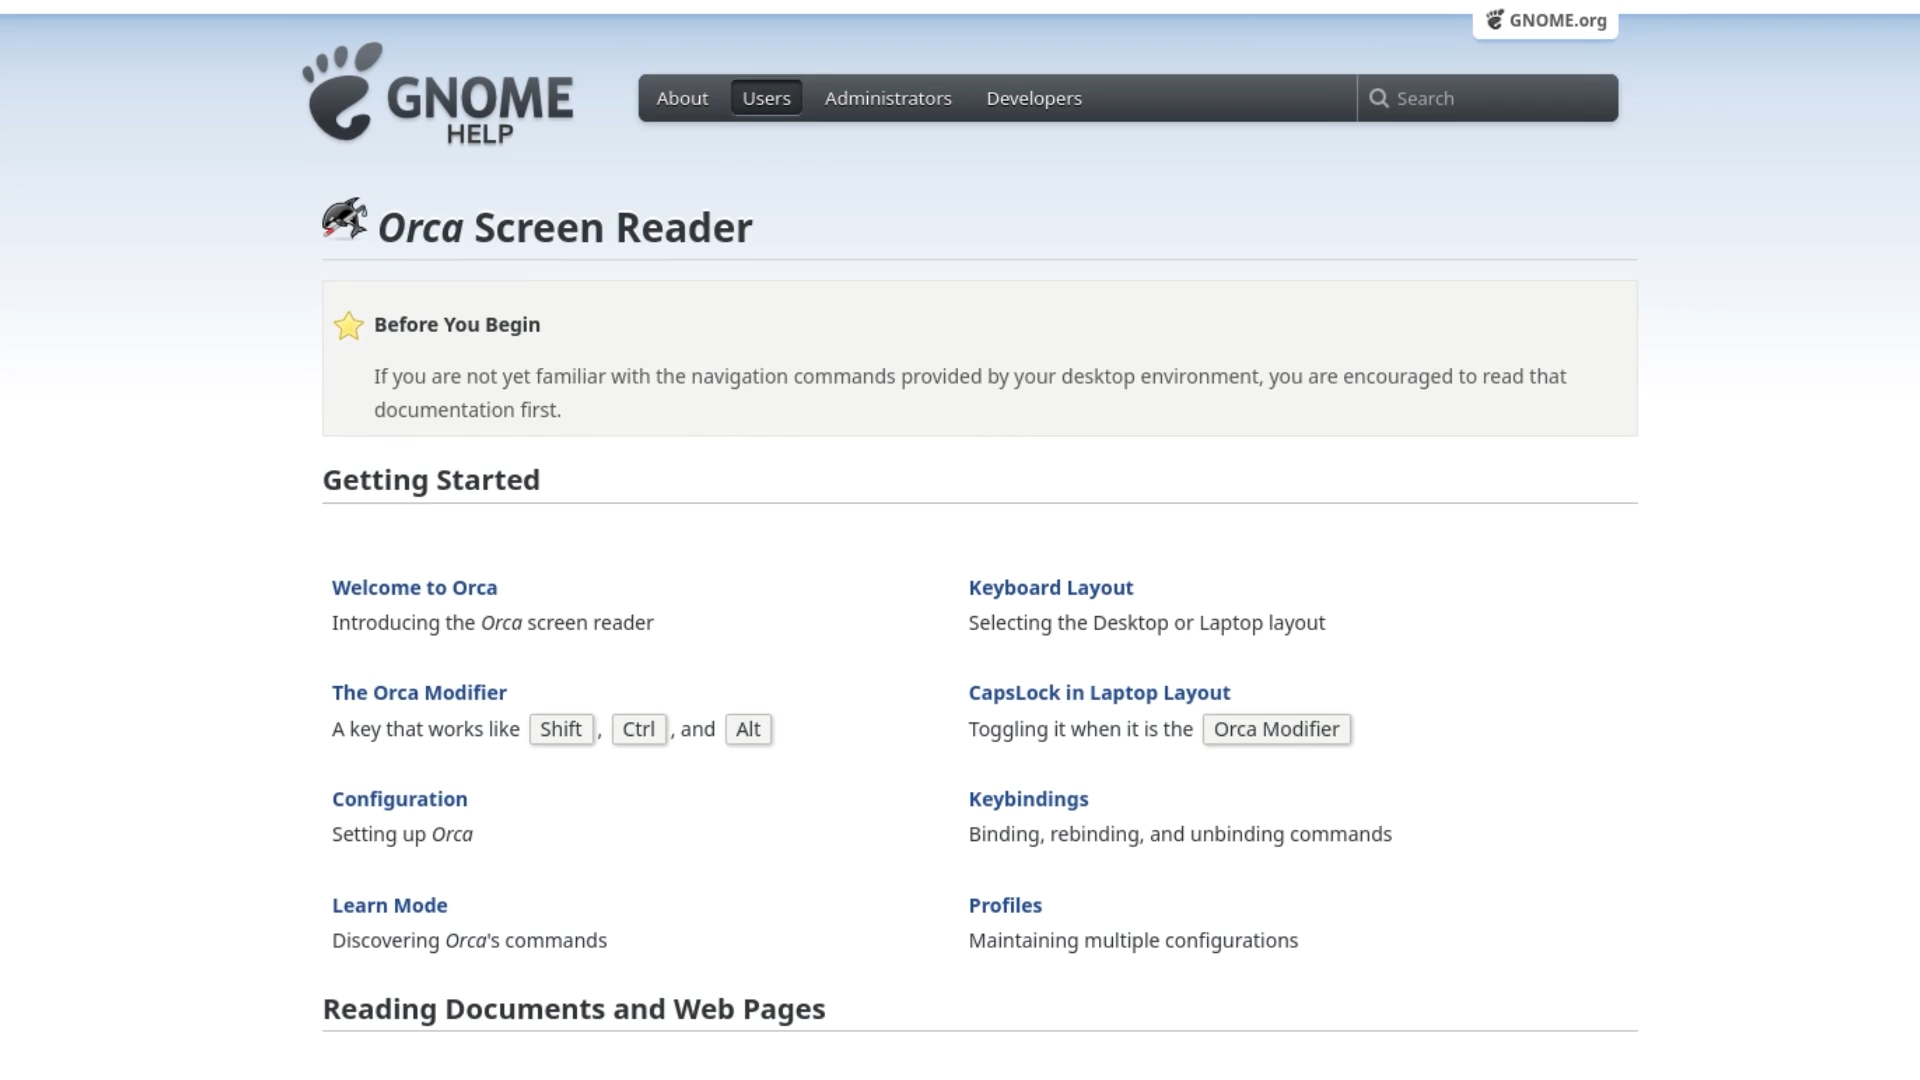 GNOME.org
GNOME
HELP
About Users Administrators Developers Search
Orca Screen Reader
Before You Begin
If you are not yet familiar with the navigation commands provided by your desktop environment, you are encouraged to read that
documentation first.
Getting Started
Welcome to Orca
Introducing the Orca screen reader
Keyboard Layout
Selecting the Desktop or Laptop layout
The Orca Modifier
A key that works like Shift, Ctrl, and Alt
CapsLock in Laptop Layout
Toggling it when it is the Orca Modifier
Configuration
Setting up Orca
Keybindings
Binding, rebinding, and unbinding commands
Learn Mode
Discovering Orca's commands
Profiles
Maintaining multiple configurations
Reading Documents and Web Pages